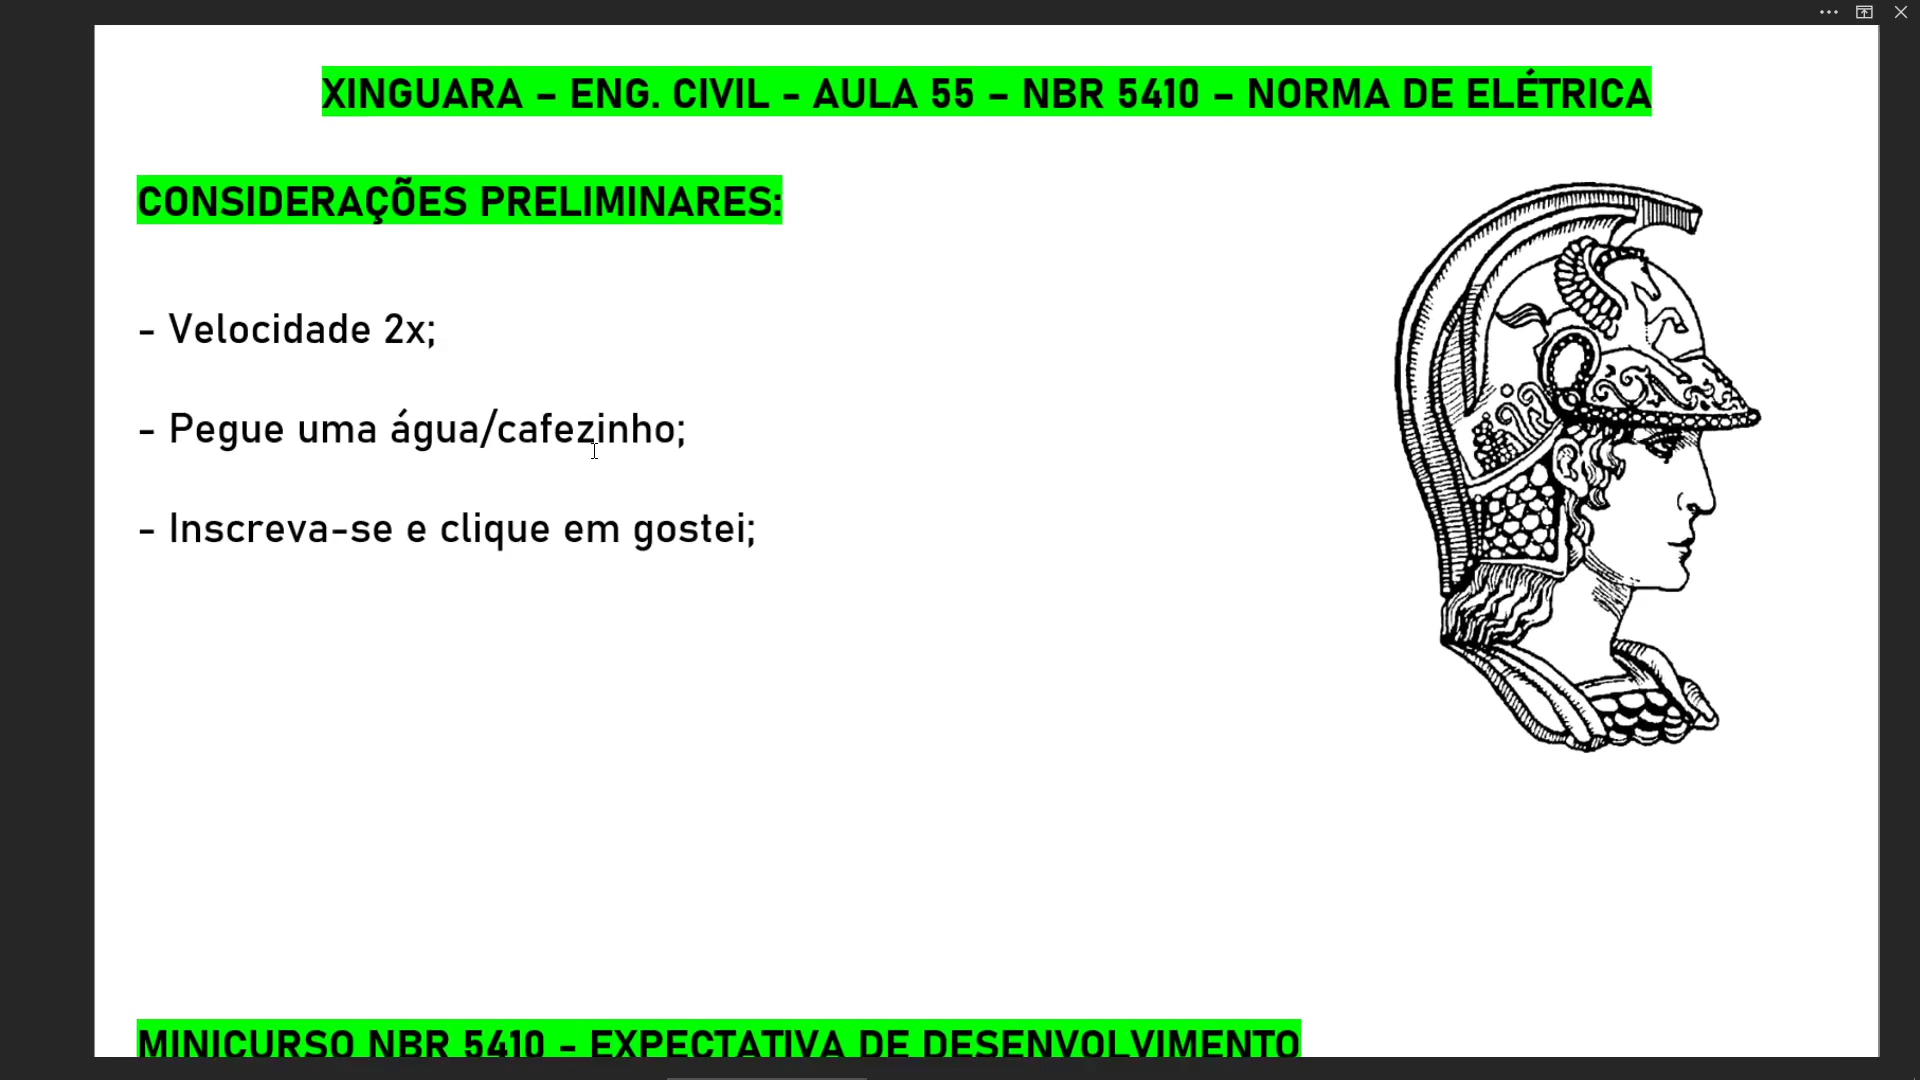 XINGUARA – ENG. CIVIL - AULA 55 – NBR 5410 – NORMA DE ELÉTRICA
CONSIDERAÇÕES PRELIMINARES:
- Velocidade 2x;
- Pegue uma água/cafezinho;
- Inscreva-se e clique em gostei;
MINICURSO NBR 5410 - EXPECTATIVA DE DESENVOLVIMENTO